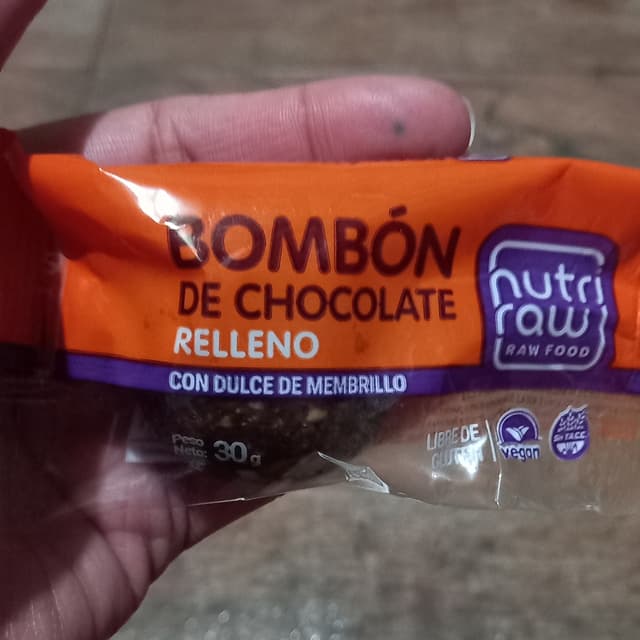 BOMBÓN
DE CHOCOLATE
RELLENO
CON DULCE DE MEMBRILLO
nutri
raw
RAW FOOD
Peso
Neto: 30g
LIBRE DE
GLUTEN
vegan
Sin T.A.C.C.